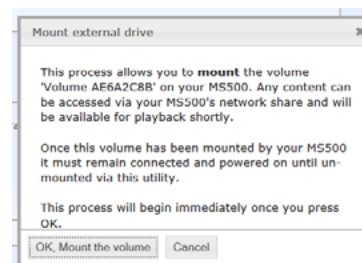 Mount external drive
This process allows you to mount the volume
'Volume AE6A2C8B' on your MS500. Any content can
be accessed via your MS500's network share and will
be available for playback shortly.
Once this volume has been mounted by your MS500
it must remain connected and powered on until un-
mounted via this utility.
This process will begin immediately once you press
OK.
OK, Mount the volume Cancel